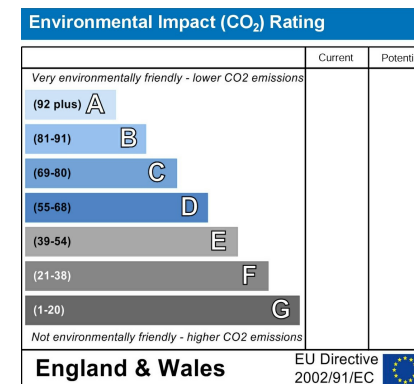 Environmental Impact (CO₂) Rating
Current Potenti
Very environmentally friendly - lower CO2 emissions
(92 plus) A
(81-91) B
(69-80) C
(55-68) D
(39-54) E
(21-38) F
(1-20) G
Not environmentally friendly - higher CO2 emissions
England & Wales
EU Directive
2002/91/EC